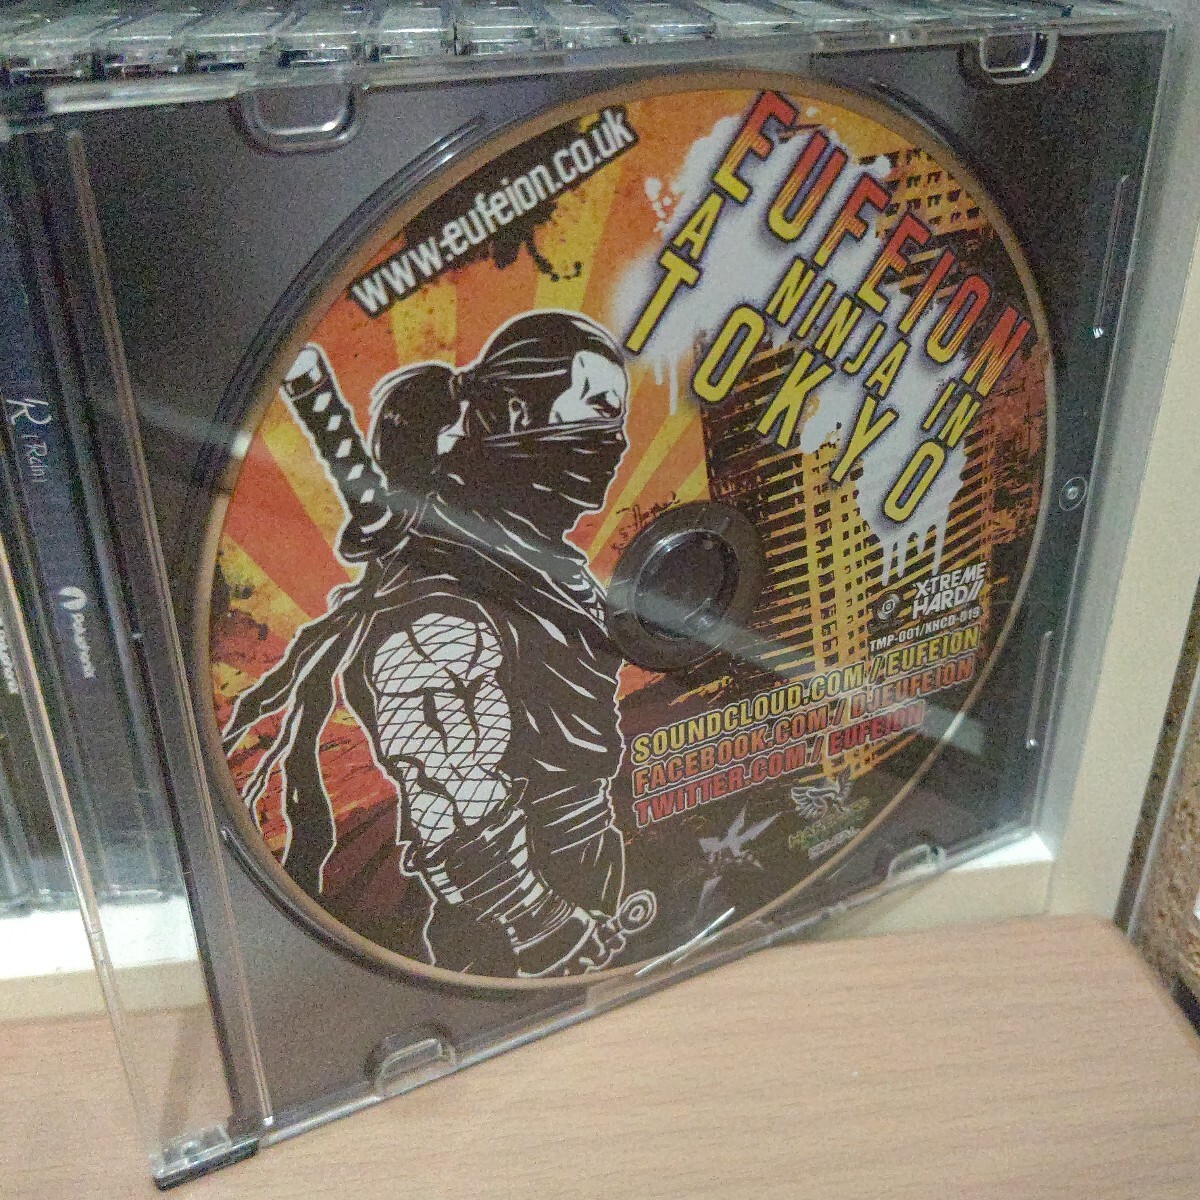 www.eufeion.co.uk
EUFEION
A NINJA IN
TOKYO
X-TREME
HARD
TMP-001/XHCD-019
SOUNDCLOUD.COM / EUFEION
FACEBOOK.COM / DJEUFEION
TWITTER.COM / EUFEION